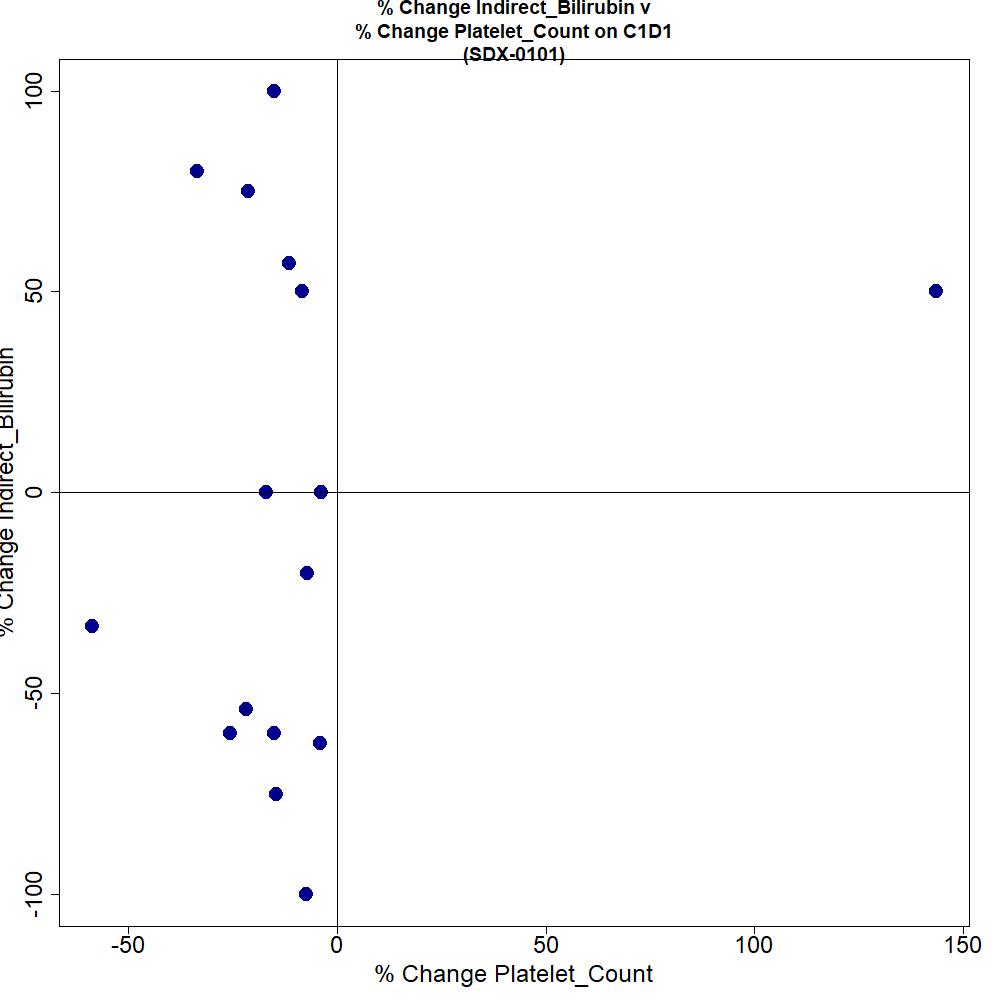 % Change Indirect_Bilirubin v
% Change Platelet_Count on C1D1
(SDX-0101)
% Change Indirect_Bilirubin
100
50
0
-50
-100
-50
0
50
100
150
% Change Platelet_Count